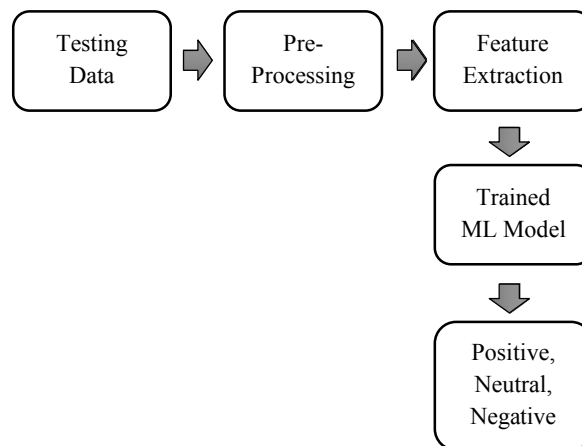 Testing
Data
Pre-
Processing
Feature
Extraction
Trained
ML Model
Positive,
Neutral,
Negative